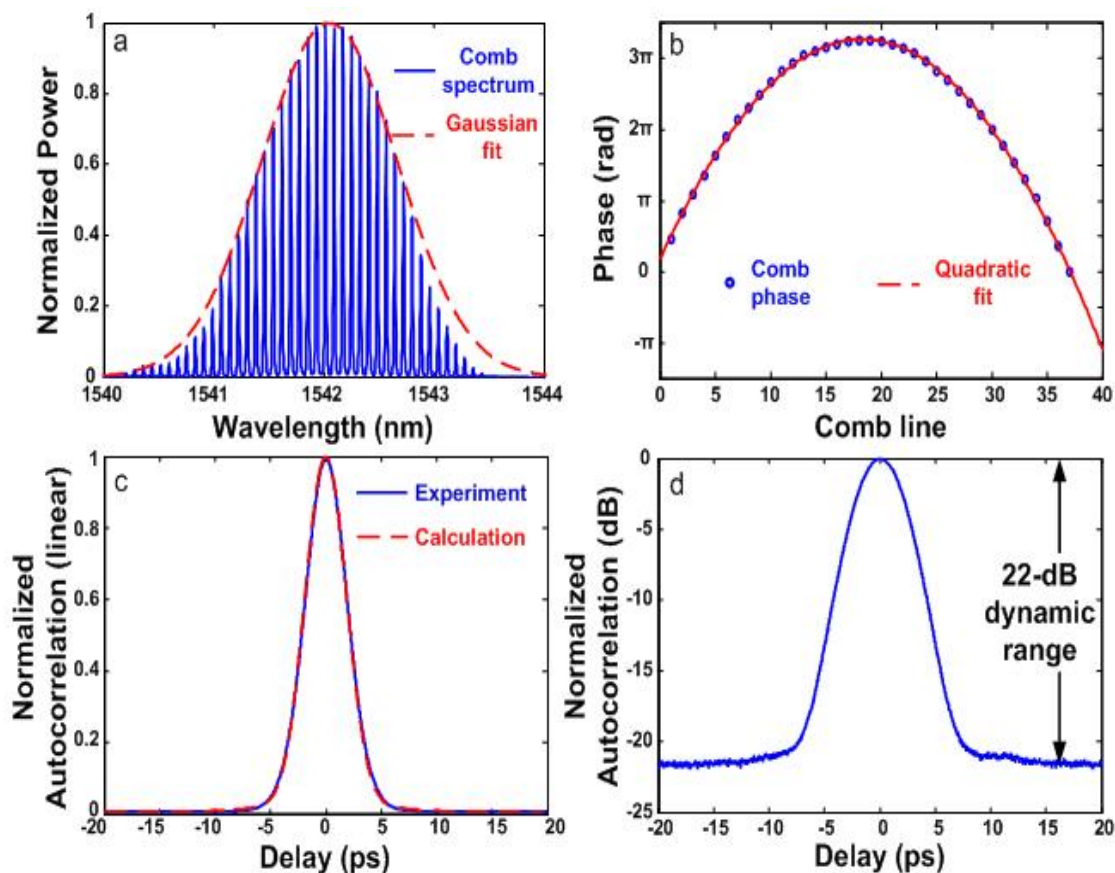 a
Comb
spectrum
Gaussian
fit
Normalized Power
1
0.8
0.6
0.4
0.2
0
1540
1541
1542
1543
1544
Wavelength (nm)
b
Phase (rad)
3π
2π
π
0
-π
Comb
phase
Quadratic
fit
0
5
10
15
20
25
30
35
40
Comb line
c
Experiment
Calculation
Normalized
Autocorrelation (linear)
1
0.8
0.6
0.4
0.2
0
-20
-15
-10
-5
0
5
10
15
20
Delay (ps)
d
Normalized
Autocorrelation (dB)
0
-5
-10
-15
-20
-25
22-dB
dynamic
range
-20
-15
-10
-5
0
5
10
15
20
Delay (ps)